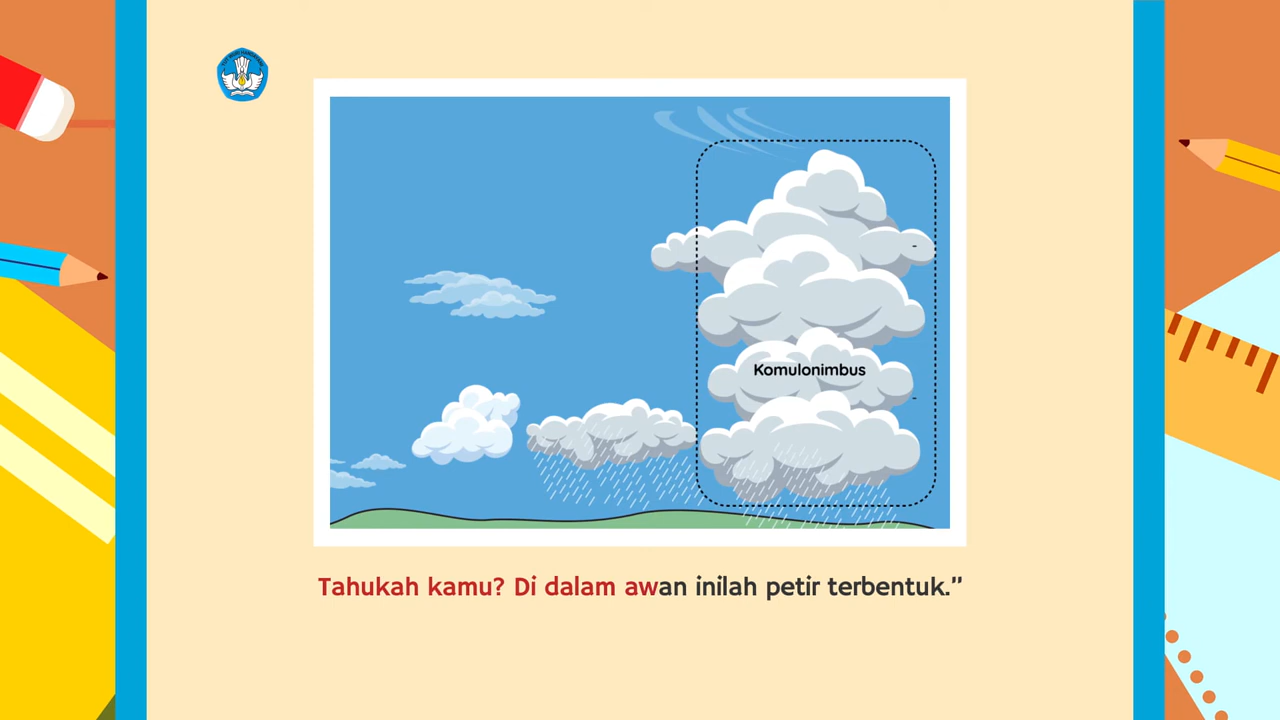 Komulonimbus
Tahukah kamu? Di dalam awan inilah petir terbentuk.”